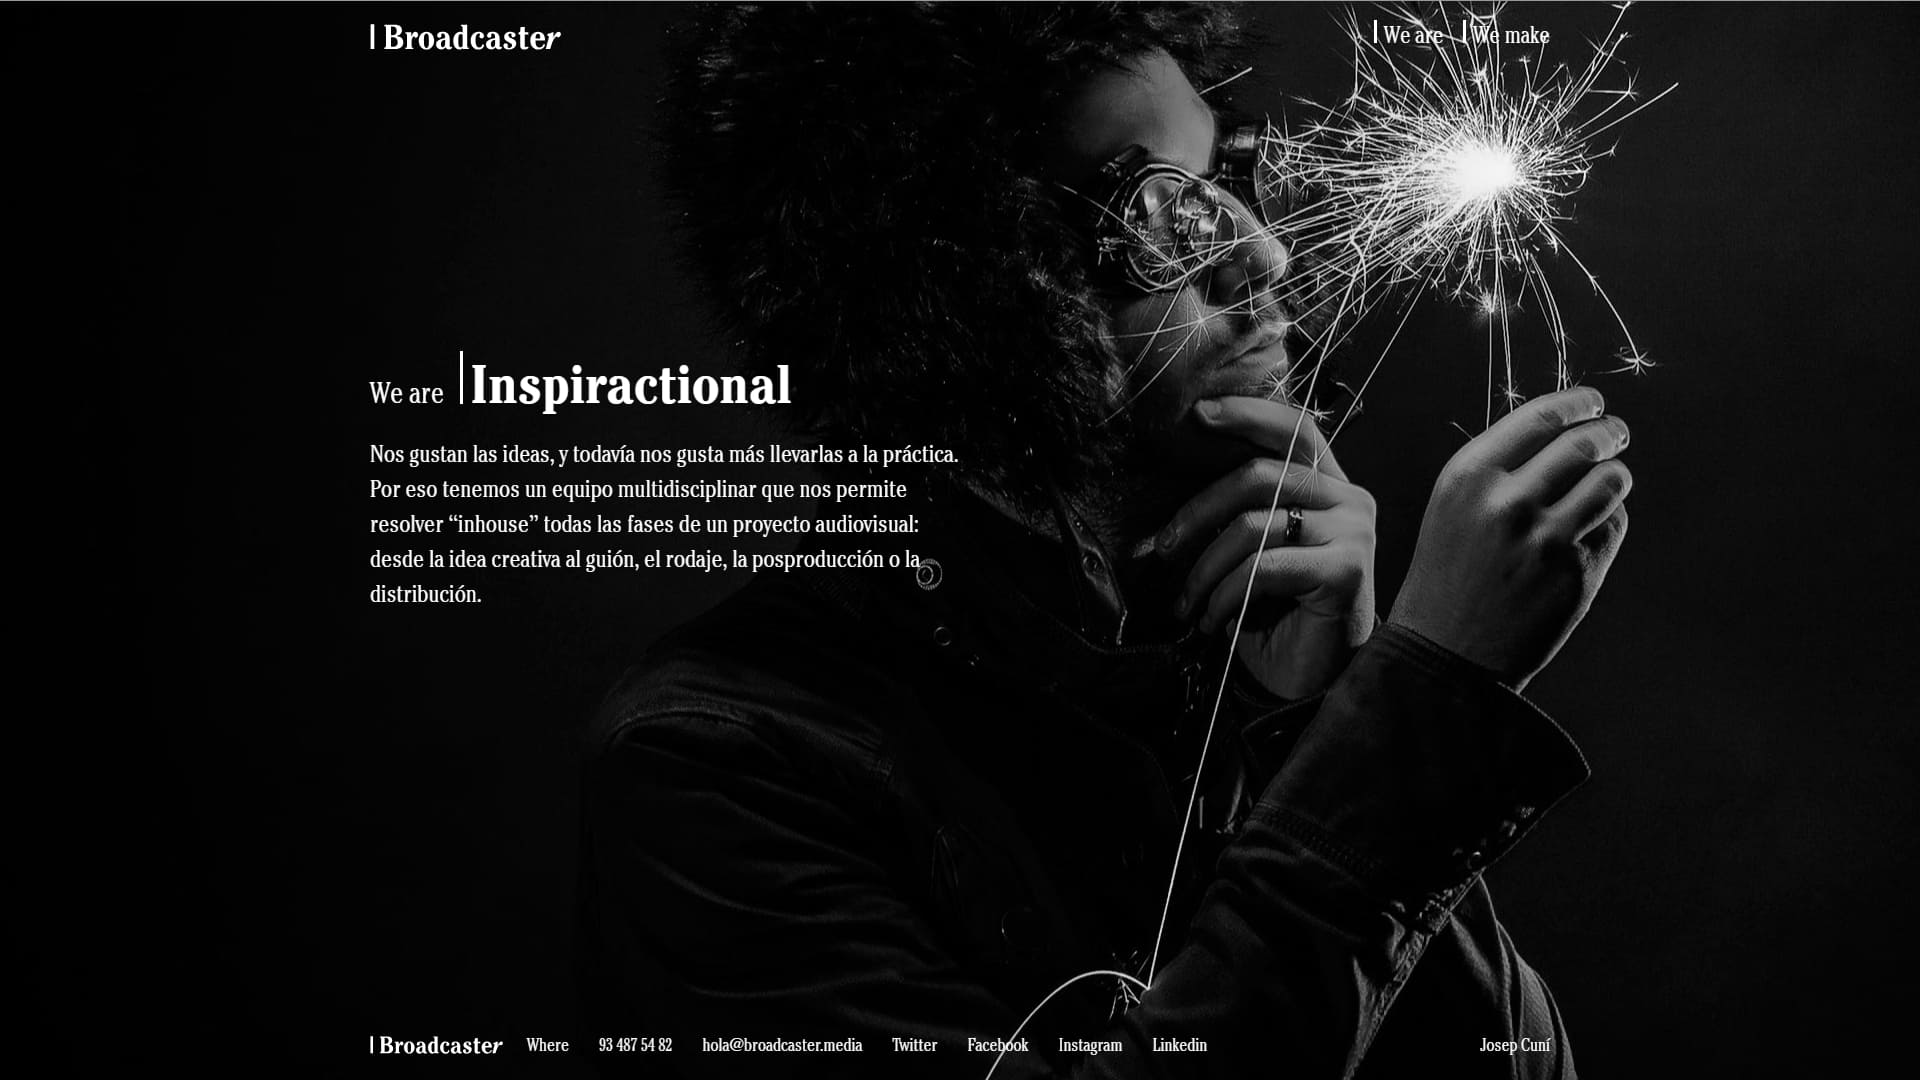 Broadcaster
We are
We make
We are Inspiractional
Nos gustan las ideas, y todavía nos gusta más llevarlas a la práctica.
Por eso tenemos un equipo multidisciplinar que nos permite
resolver “inhouse” todas las fases de un proyecto audiovisual:
desde la idea creativa al guión, el rodaje, la posproducción o la
distribución.
Broadcaster Where 93 487 54 82 hola@broadcaster.media Twitter Facebook Instagram Linkedin Josep Cuní